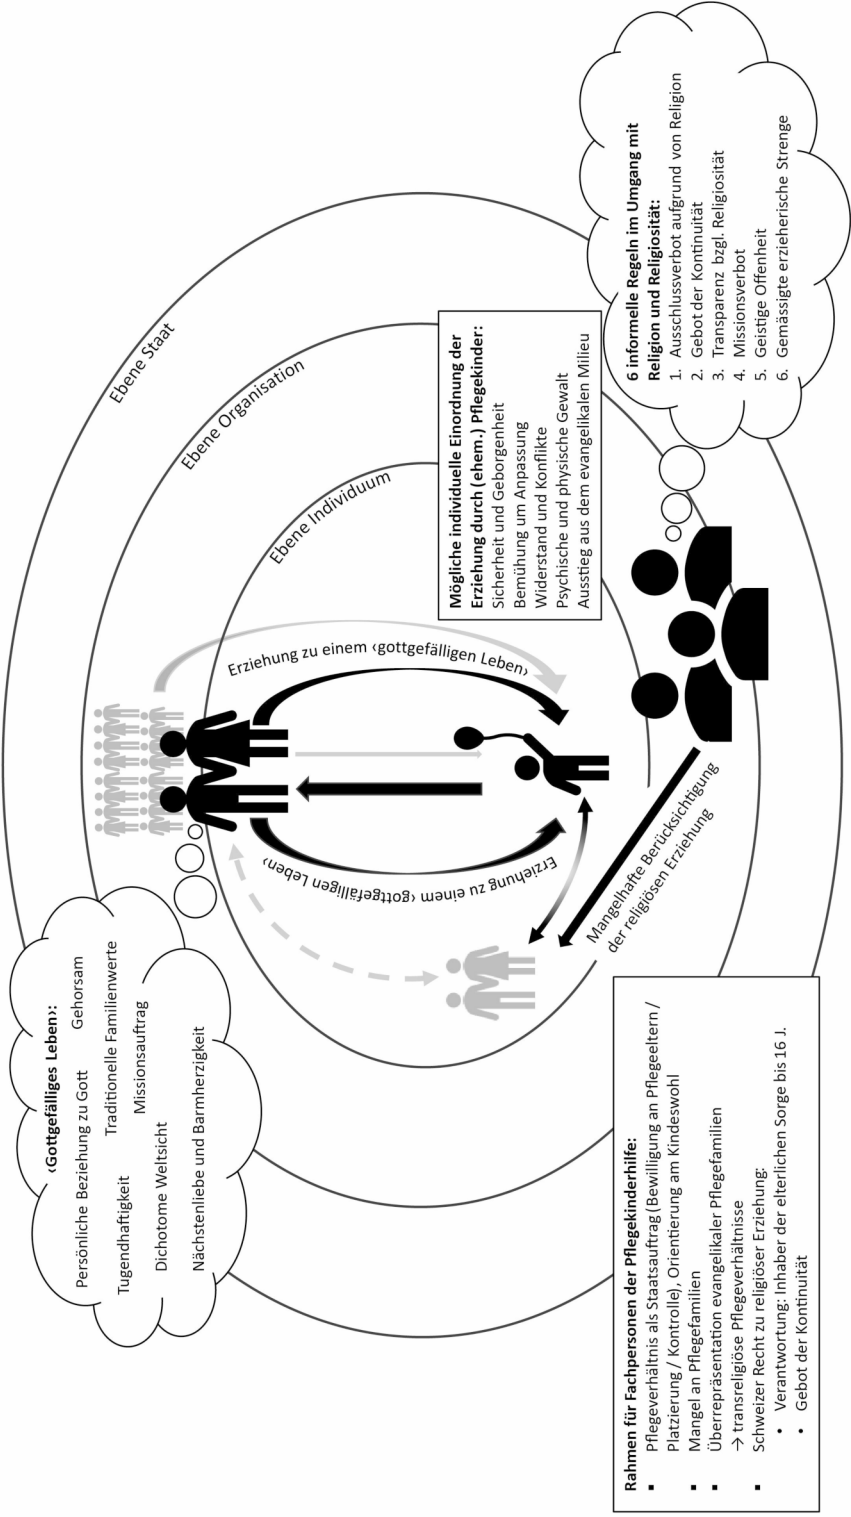 ‹Gottgefälliges Leben›:
Persönliche Beziehung zu Gott
Gehorsam
Tugendhaftigkeit
Traditionelle Familienwerte
Missionsauftrag
Dichotome Weltsicht
Nächstenliebe und Barmherzigkeit
Ebene Staat
Ebene Organisation
Ebene Individuum
Erziehung zu einem ‹gottgefälligen Leben›
Erziehung zu einem ‹gottgefälligen Leben›
Mögliche individuelle Einordnung der
Erziehung durch (ehem.) Pflegekinder:
Sicherheit und Geborgenheit
Bemühung um Anpassung
Widerstand und Konflikte
Psychische und physische Gewalt
Ausstieg aus dem evangelikalen Milieu
Mangelhafte Berücksichtigung
der religiösen Erziehung
Rahmen für Fachpersonen der Pflegekinderhilfe:
▪ Pflegeverhältnis als Staatsauftrag (Bewilligung an Pflegeeltern /
Platzierung / Kontrolle), Orientierung am Kindeswohl
▪ Mangel an Pflegefamilien
▪ Überrepräsentation evangelikaler Pflegefamilien
→ transreligiöse Pflegeverhältnisse
▪ Schweizer Recht zu religiöser Erziehung:
• Verantwortung: Inhaber der elterlichen Sorge bis 16 J.
• Gebot der Kontinuität
6 informelle Regeln im Umgang mit
Religion und Religiosität:
1. Ausschlussverbot aufgrund von Religion
2. Gebot der Kontinuität
3. Transparenz bzgl. Religiosität
4. Missionsverbot
5. Geistige Offenheit
6. Gemässigte erzieherische Strenge